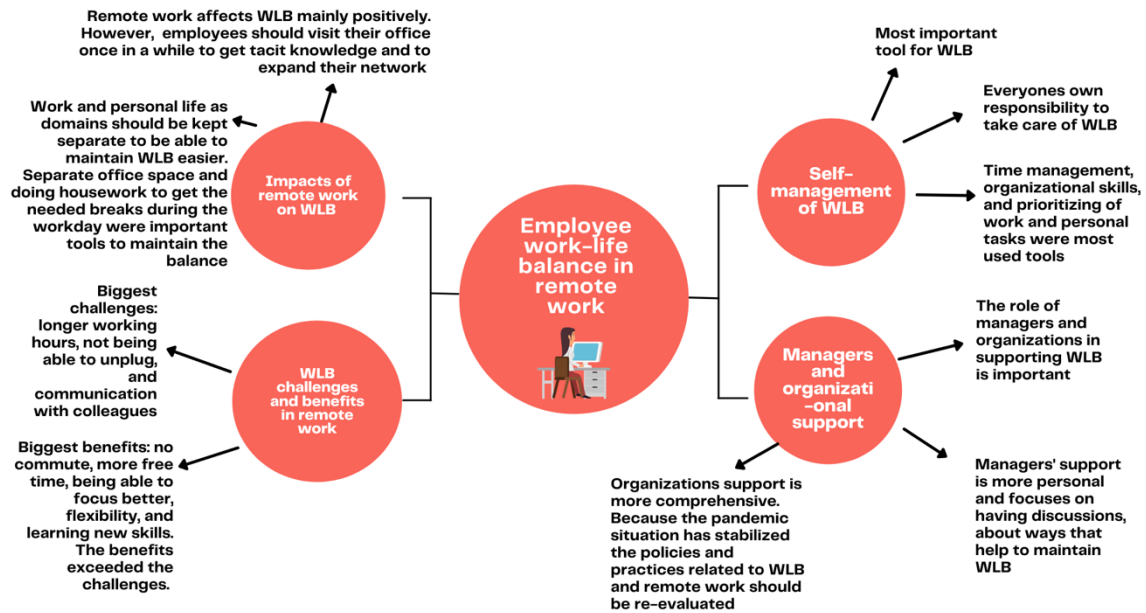 Remote work affects WLB mainly positively.
However, employees should visit their office
once in a while to get tacit knowledge and to
expand their network
Work and personal life as
domains should be kept
separate to be able to
maintain WLB easier.
Separate office space and
doing housework to get the
needed breaks during the
workday were important
tools to maintain the
balance
Impacts of
remote work
on WLB
Biggest
challenges:
longer working
hours, not being
able to unplug,
and
communication
with colleagues
WLB
challenges
and benefits
in remote
work
Biggest benefits: no
commute, more free
time, being able to
focus better,
flexibility, and
learning new skills.
The benefits
exceeded the
challenges.
Employee
work-life
balance in
remote
work
Most important
tool for WLB
Everyones own
responsibility to
take care of WLB
Self-
management
of WLB
Time management,
organizational skills,
and prioritizing of
work and personal
tasks were most
used tools
The role of
managers and
organizations in
supporting WLB
is important
Managers
and
organizati
-onal
support
Managers' support
is more personal
and focuses on
having discussions,
about ways that
help to maintain
WLB
Organizations support is
more comprehensive.
Because the pandemic
situation has stabilized
the policies and
practices related to WLB
and remote work should
be re-evaluated